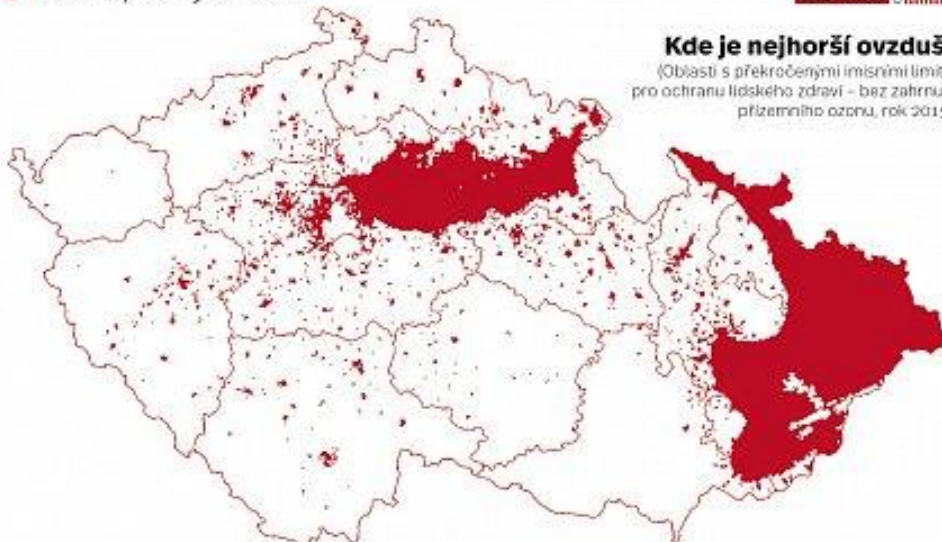 Kde je nejhorší ovzduš
(Oblasti s překročenými imisními limit
pro ochranu lidského zdraví – bez zahrnu
přízemního ozonu, rok 201